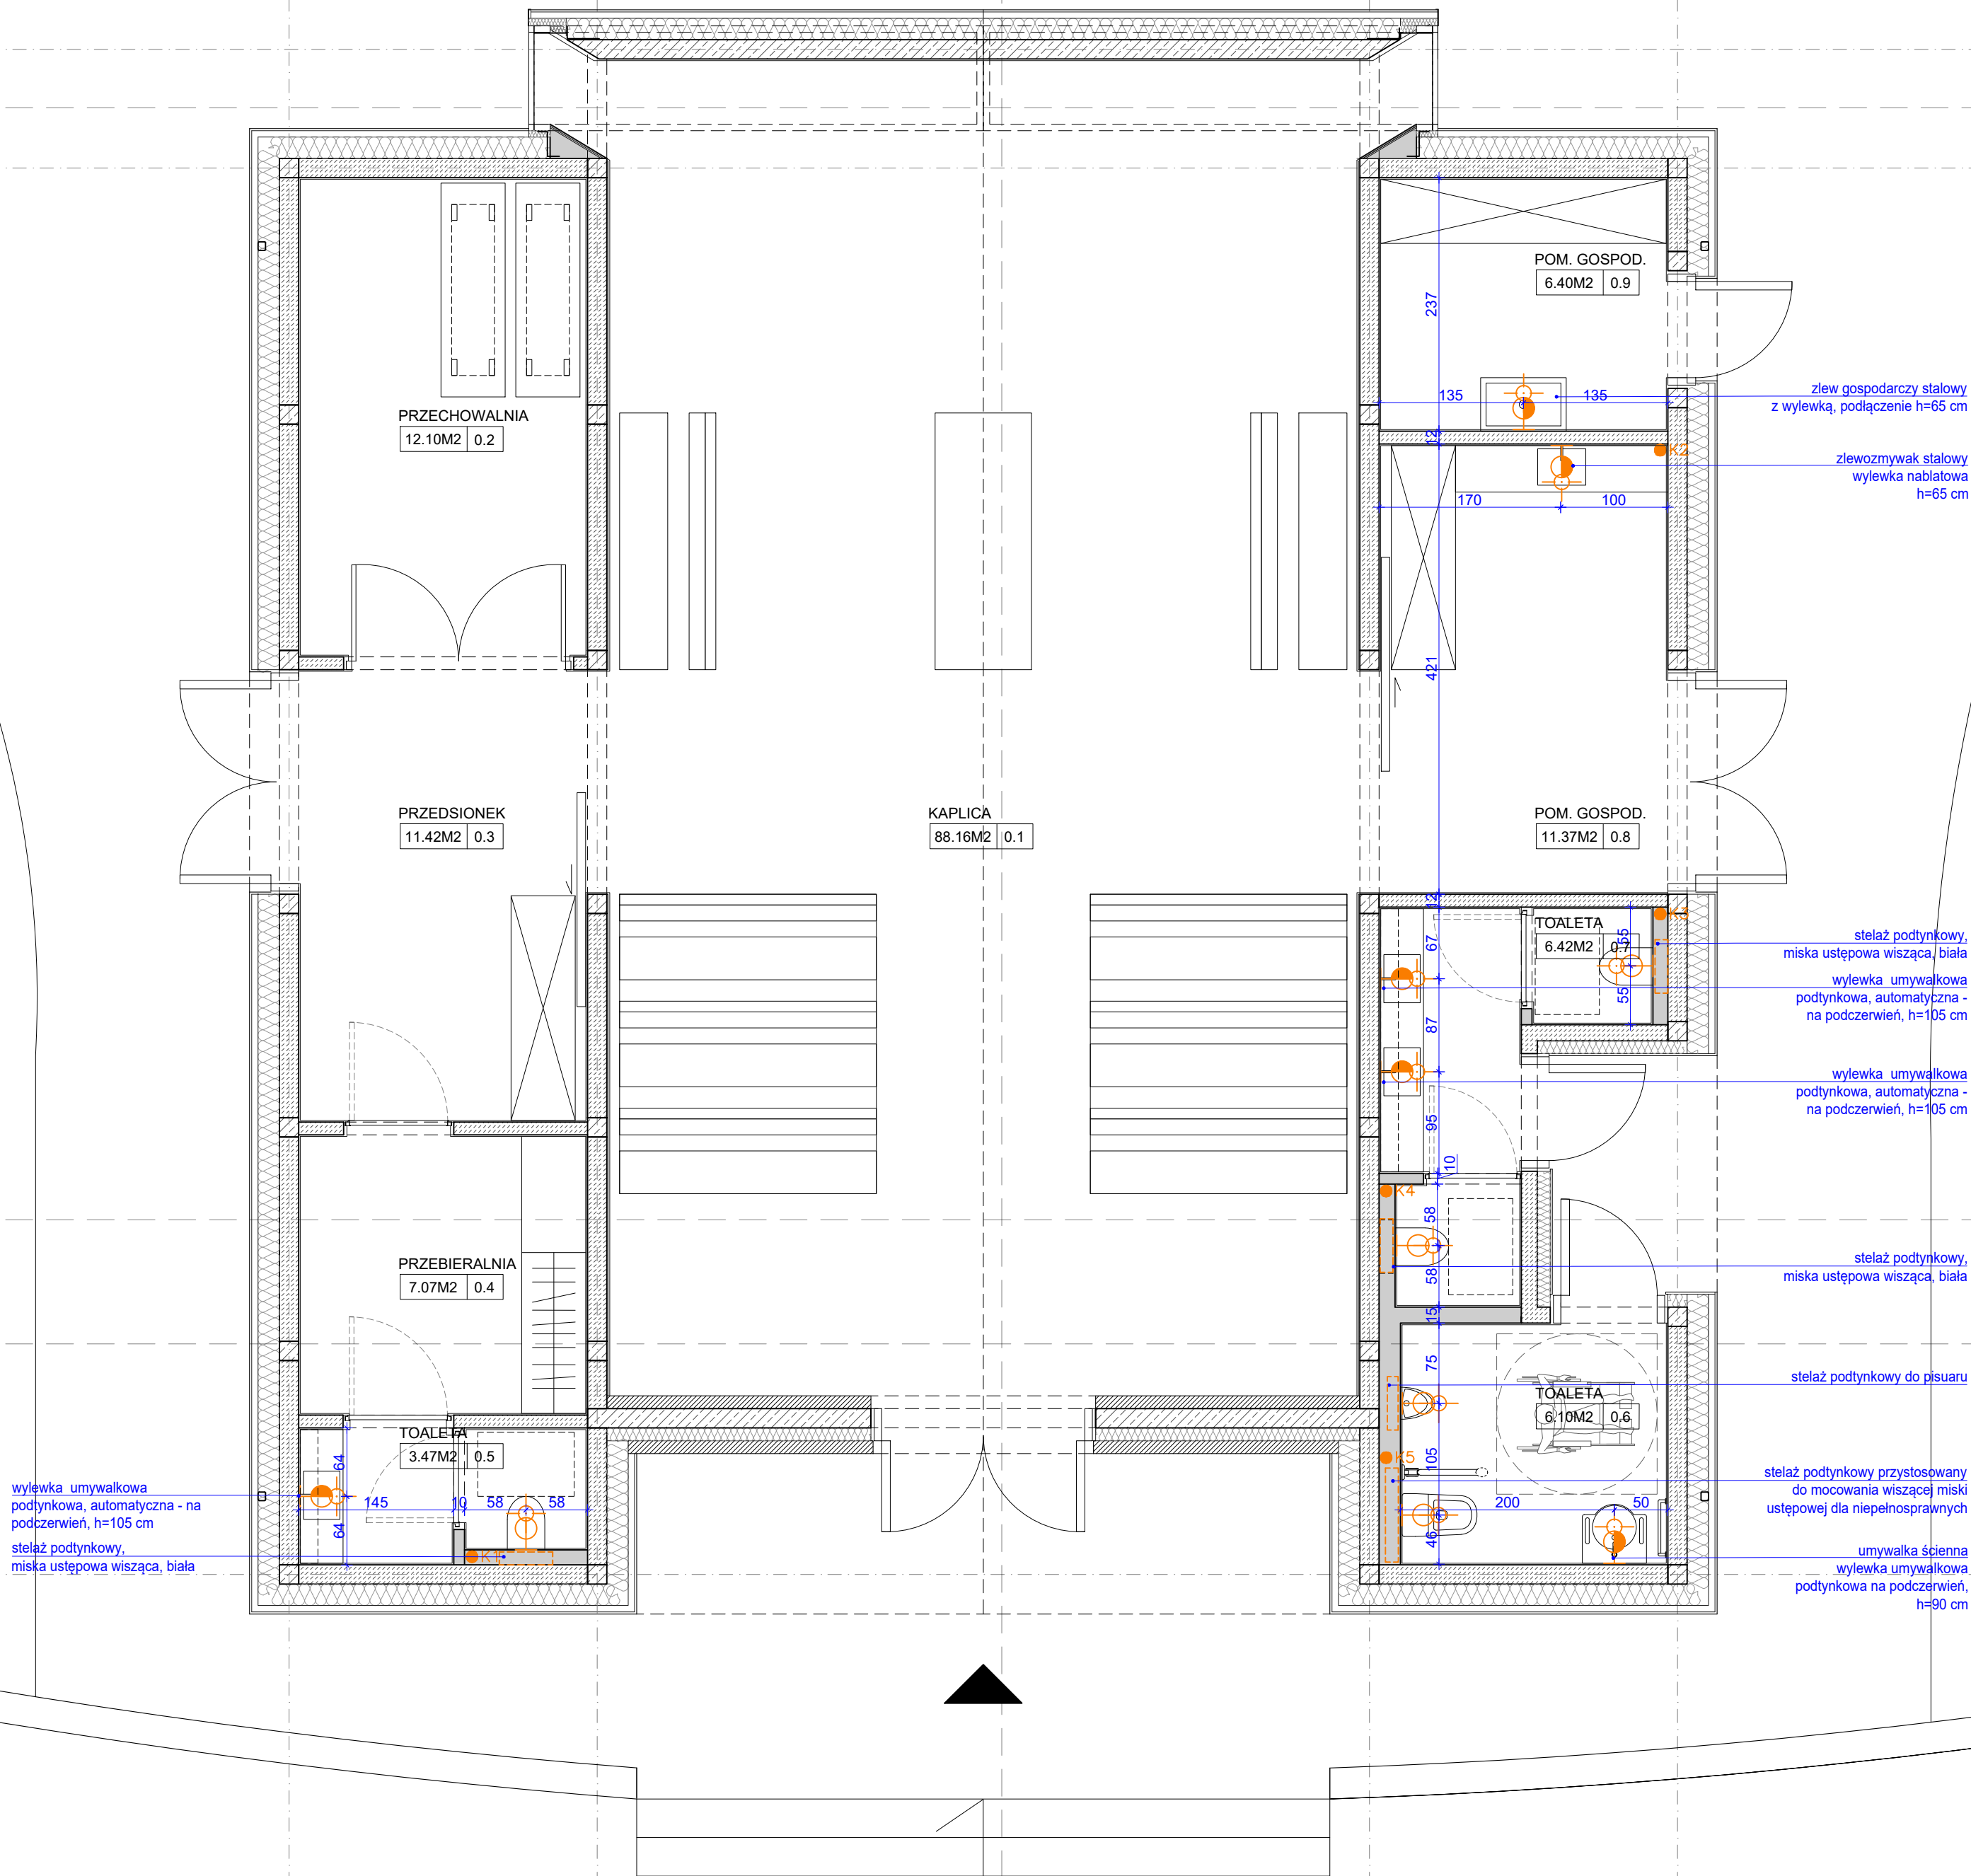 POM. GOSPOD.
6.40M2 0.9
237
135
135
zlew gospodarczy stalowy
z wylewką, podłączenie h=65 cm
PRZECHOWALNIA
12.10M2 0.2
12
K2
zlewozmywak stalowy
wylewka nablatowa
h=65 cm
170
100
421
PRZEDSIONEK
11.42M2 0.3
KAPLICA
88.16M2 0.1
POM. GOSPOD.
11.37M2 0.8
12
K3
TOALETA
6.42M2 0.7
67
55
55
87
95
10
stelaż podtynkowy,
miska ustępowa wisząca, biała
wylewka umywalkowa
podtynkowa, automatyczna -
na podczerwień, h=105 cm
wylewka umywalkowa
podtynkowa, automatyczna -
na podczerwień, h=105 cm
K4
58
58
15
PRZEBIERALNIA
7.07M2 0.4
stelaż podtynkowy,
miska ustępowa wisząca, biała
75
stelaż podtynkowy do pisuaru
TOALETA
6.10M2 0.6
TOALETA
3.47M2 0.5
64
64
145
10
58
58
K1
wylewka umywalkowa
podtynkowa, automatyczna - na
podczerwień, h=105 cm
stelaż podtynkowy,
miska ustępowa wisząca, biała
105
K5
200
50
46
stelaż podtynkowy przystosowany
do mocowania wiszącej miski
ustępowej dla niepełnosprawnych
umywalka ścienna
wylewka umywalkowa
podtynkowa na podczerwień,
h=90 cm